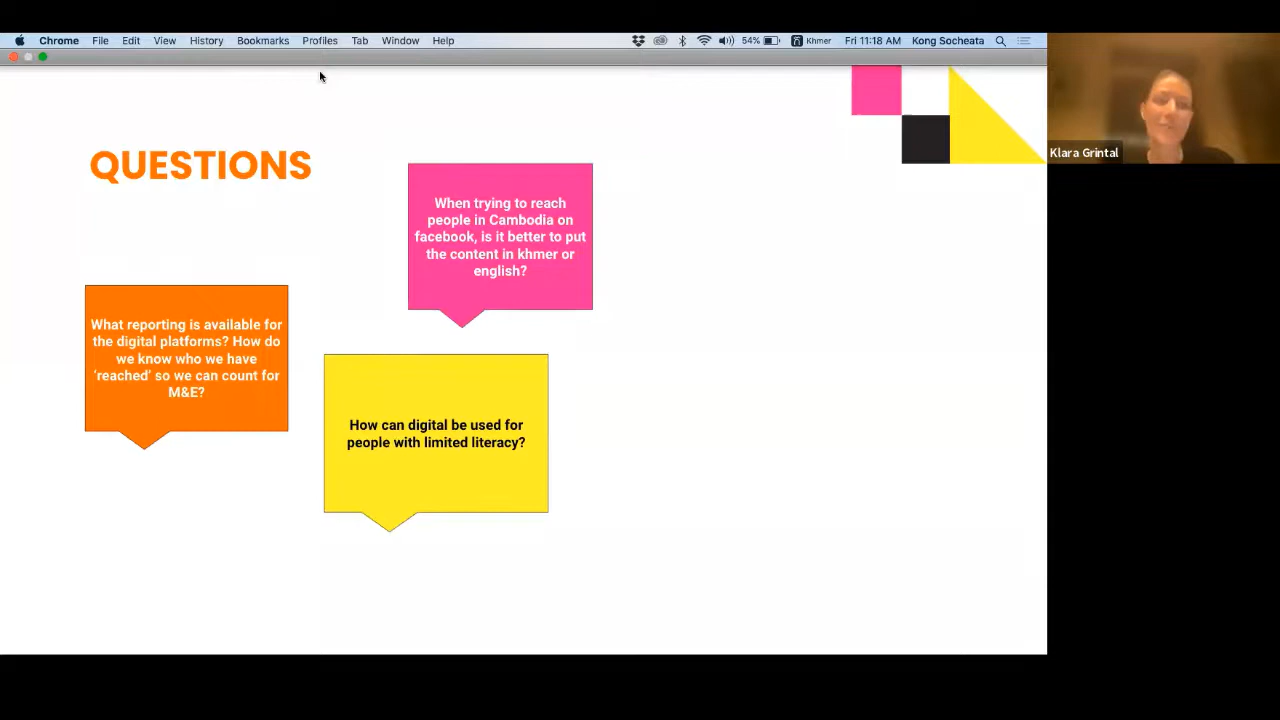 Chrome File Edit View History Bookmarks Profiles Tab Window Help 54% Khmer Fri 11:18 AM Kong Socheata
Klara Grintal
QUESTIONS
When trying to reach
people in Cambodia on
facebook, is it better to put
the content in khmer or
english?
What reporting is available for
the digital platforms? How do
we know who we have
‘reached’ so we can count for
M&E?
How can digital be used for
people with limited literacy?